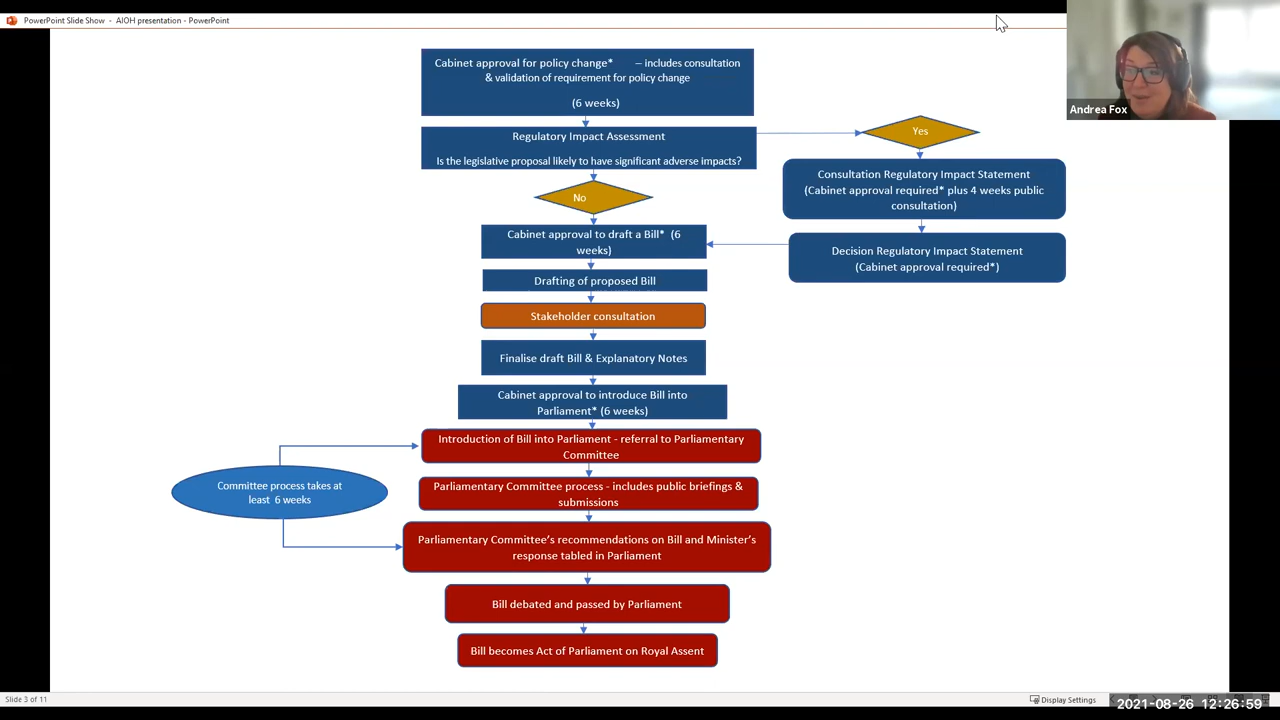 PowerPoint Slide Show - AIOH presentation - PowerPoint
Andrea Fox
Cabinet approval for policy change* – includes consultation
& validation of requirement for policy change
(6 weeks)
Regulatory Impact Assessment
Is the legislative proposal likely to have significant adverse impacts?
Yes
Consultation Regulatory Impact Statement
(Cabinet approval required* plus 4 weeks public
consultation)
No
Cabinet approval to draft a Bill* (6
weeks)
Decision Regulatory Impact Statement
(Cabinet approval required*)
Drafting of proposed Bill
Stakeholder consultation
Finalise draft Bill & Explanatory Notes
Cabinet approval to introduce Bill into
Parliament* (6 weeks)
Introduction of Bill into Parliament - referral to Parliamentary
Committee
Committee process takes at
least 6 weeks
Parliamentary Committee process - includes public briefings &
submissions
Parliamentary Committee's recommendations on Bill and Minister's
response tabled in Parliament
Bill debated and passed by Parliament
Bill becomes Act of Parliament on Royal Assent
Slide 3 of 11
Display Settings
2021-08-26 12:26:59